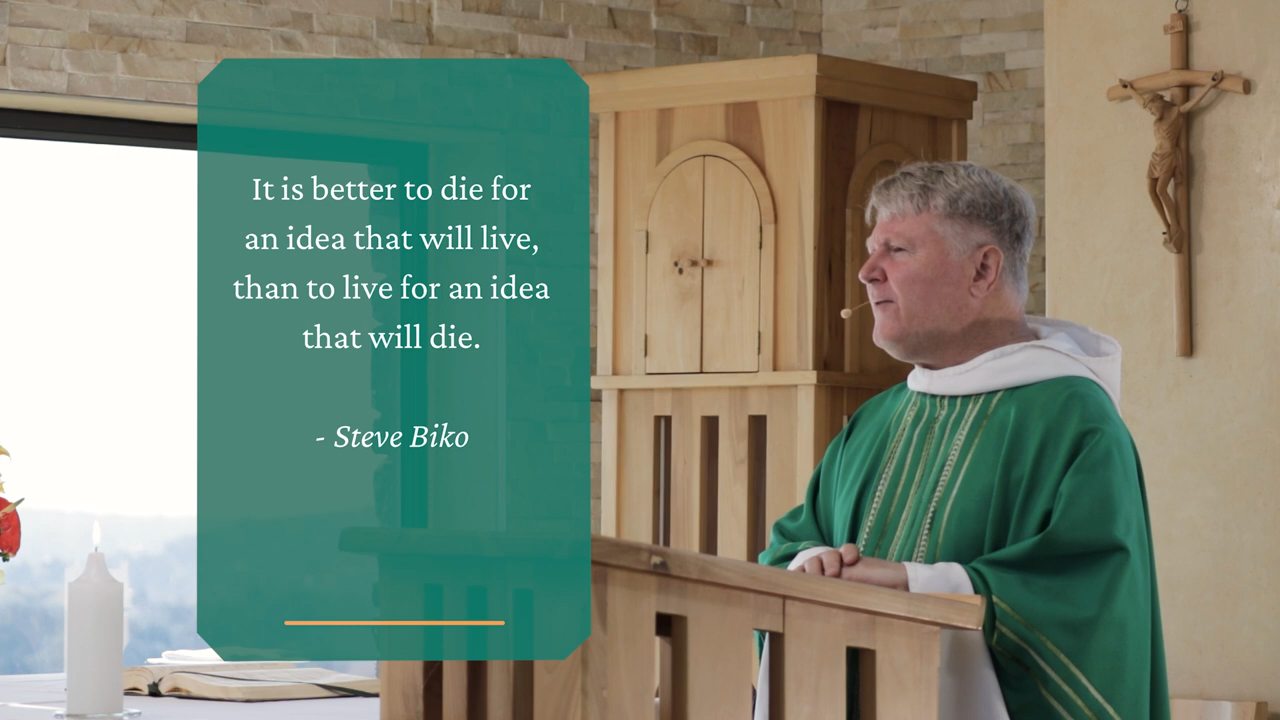 It is better to die for
an idea that will live,
than to live for an idea
that will die.
- Steve Biko